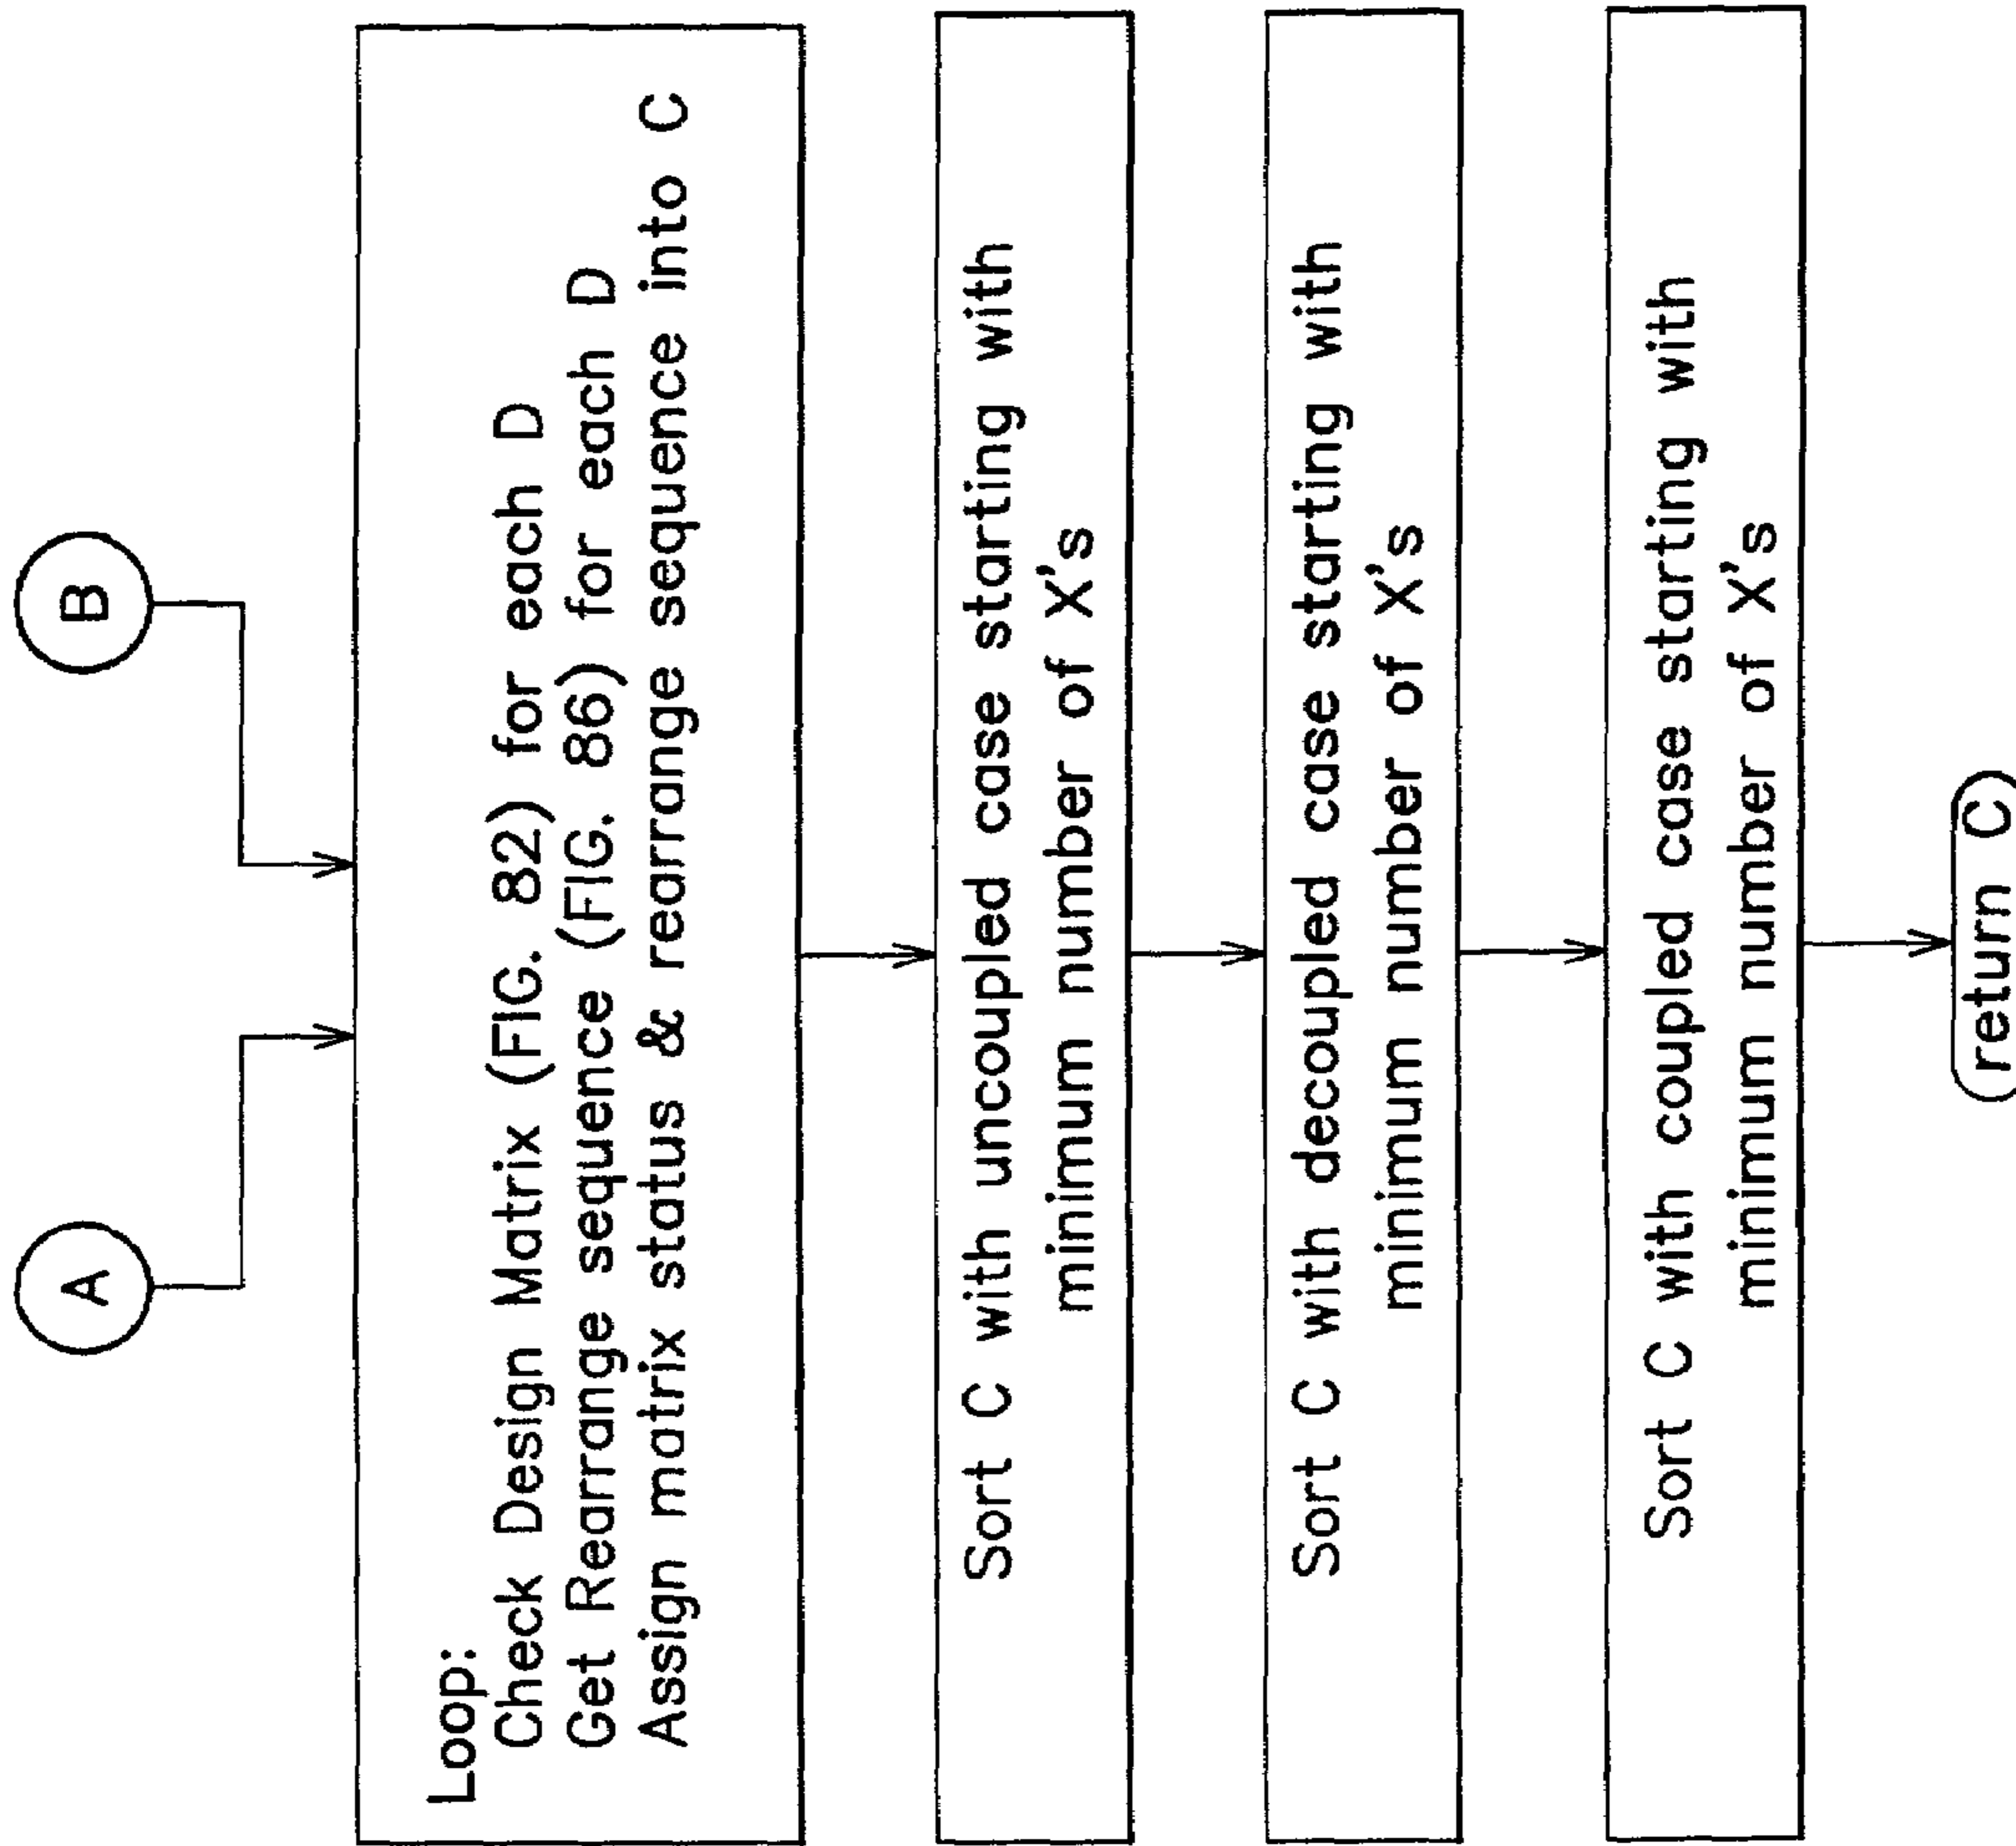 A
B
Loop:
Check Design Matrix (FIG. 82) for each D
Get Rearrange sequence (FIG. 86) for each D
Assign matrix status & rearrange sequence into C
Sort C with uncoupled case starting with
minimum number of X's
Sort C with decoupled case starting with
minimum number of X's
Sort C with coupled case starting with
minimum number of X's
return C